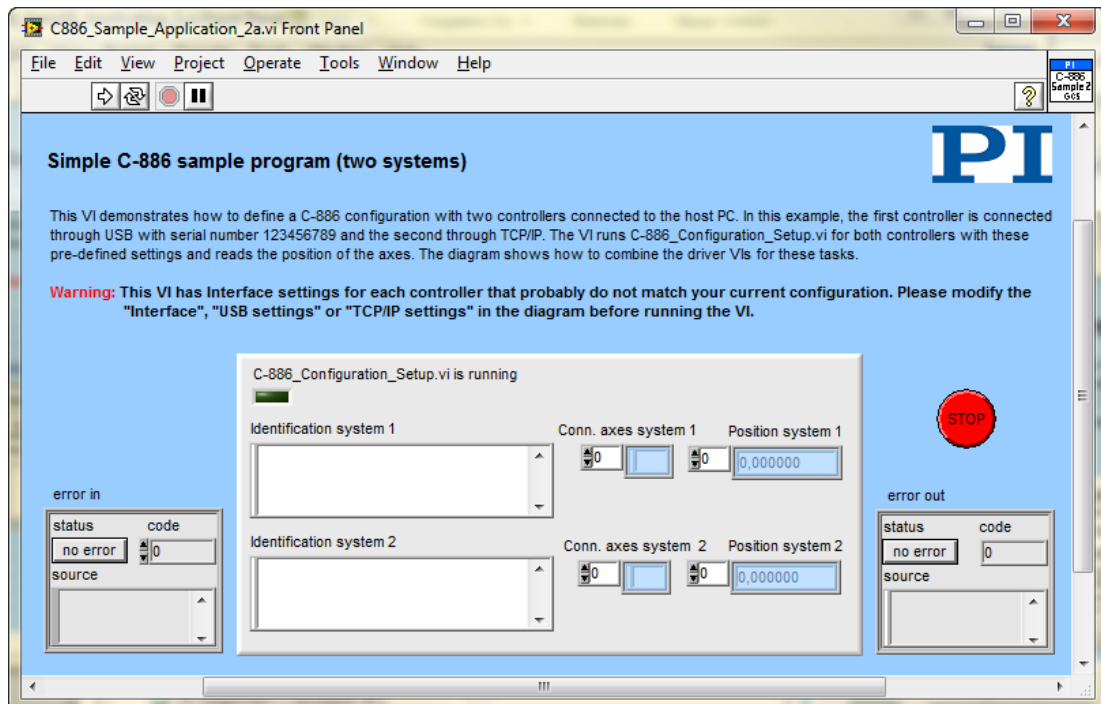 C886_Sample_Application_2a.vi Front Panel
File Edit View Project Operate Tools Window Help
PI
C-886
Sample 2
GCS
PI
Simple C-886 sample program (two systems)
This VI demonstrates how to define a C-886 configuration with two controllers connected to the host PC. In this example, the first controller is connected
through USB with serial number 123456789 and the second through TCP/IP. The VI runs C-886_Configuration_Setup.vi for both controllers with these
pre-defined settings and reads the position of the axes. The diagram shows how to combine the driver VIs for these tasks.
Warning: This VI has Interface settings for each controller that probably do not match your current configuration. Please modify the
"Interface", "USB settings" or "TCP/IP settings" in the diagram before running the VI.
C-886_Configuration_Setup.vi is running
STOP
Identification system 1
Conn. axes system 1 Position system 1
0 0 0,000000
error in
status code
no error 0
source
Identification system 2
Conn. axes system 2 Position system 2
0 0 0,000000
error out
status code
no error 0
source